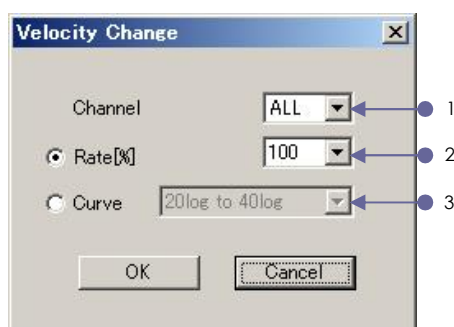 Velocity Change
Channel ALL 1
Rate[%] 100 2
Curve 20log to 40log 3
OK Cancel